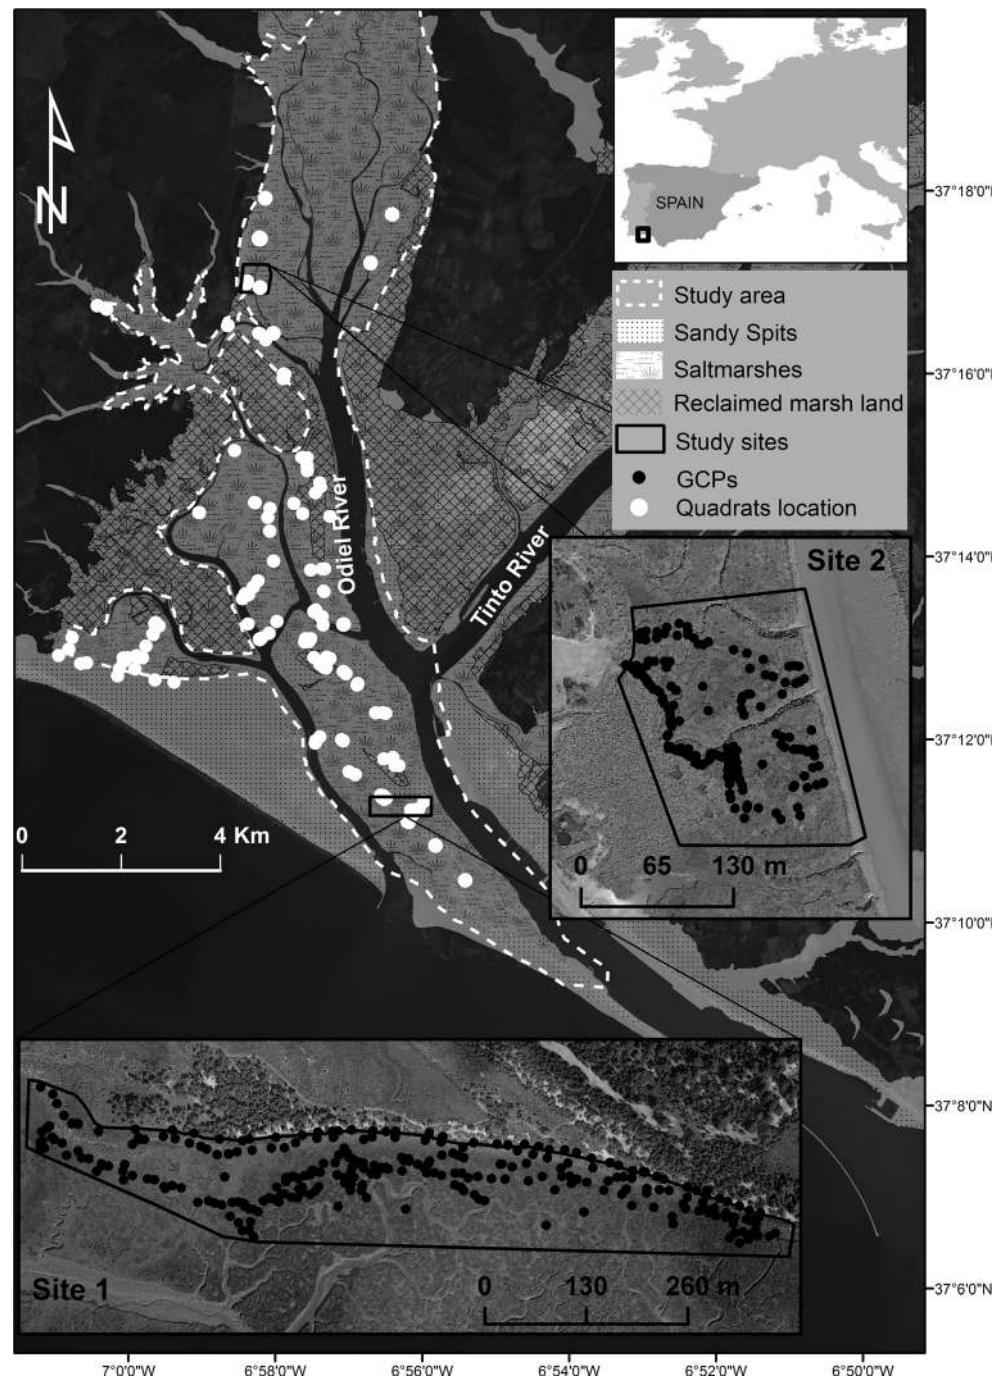 N
SPAIN
37°18'0"N
Study area
Sandy Spits
Saltmarshes
Reclaimed marsh land
Study sites
GCPs
Quadrats location
37°16'0"N
37°14'0"N
Odiel River
Tinto River
Site 2
0 65 130 m
37°12'0"N
0 2 4 Km
37°10'0"N
37°8'0"N
Site 1
0 130 260 m
37°6'0"N
7°0'0"W 6°58'0"W 6°56'0"W 6°54'0"W 6°52'0"W 6°50'0"W